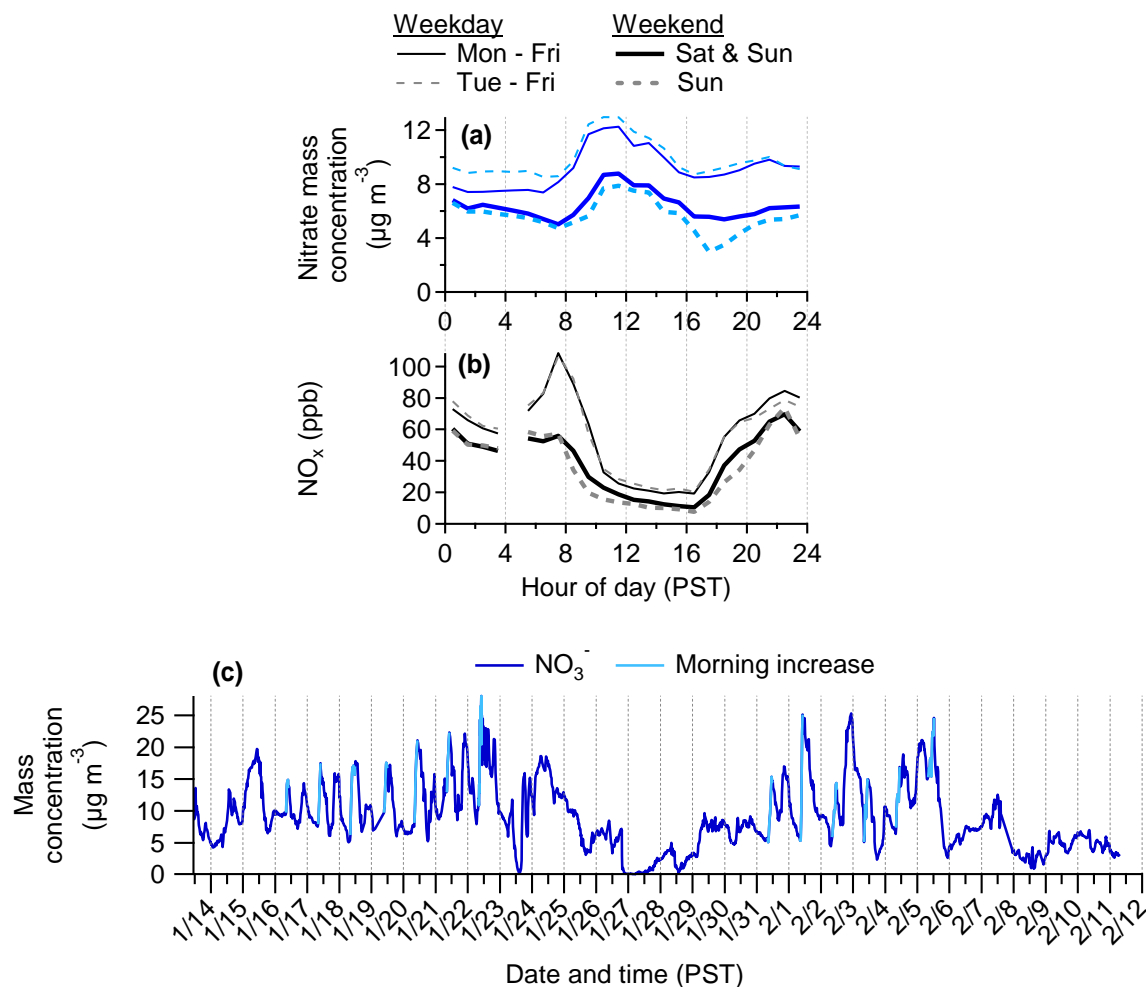 Weekday Weekend
Mon - Fri Sat & Sun
Tue - Fri Sun
(a)
Nitrate mass
concentration
(µg m⁻³)
12
8
4
0
0 4 8 12 16 20 24
(b)
NOₓ (ppb)
100
80
60
40
20
0
0 4 8 12 16 20 24
Hour of day (PST)
(c)
NO₃⁻ Morning increase
Mass
concentration
(µg m⁻³)
25
20
15
10
5
0
1/14 1/15 1/16 1/17 1/18 1/19 1/20 1/21 1/22 1/23 1/24 1/25 1/26 1/27 1/28 1/29 1/30 1/31 2/1 2/2 2/3 2/4 2/5 2/6 2/7 2/8 2/9 2/10 2/11 2/12
Date and time (PST)